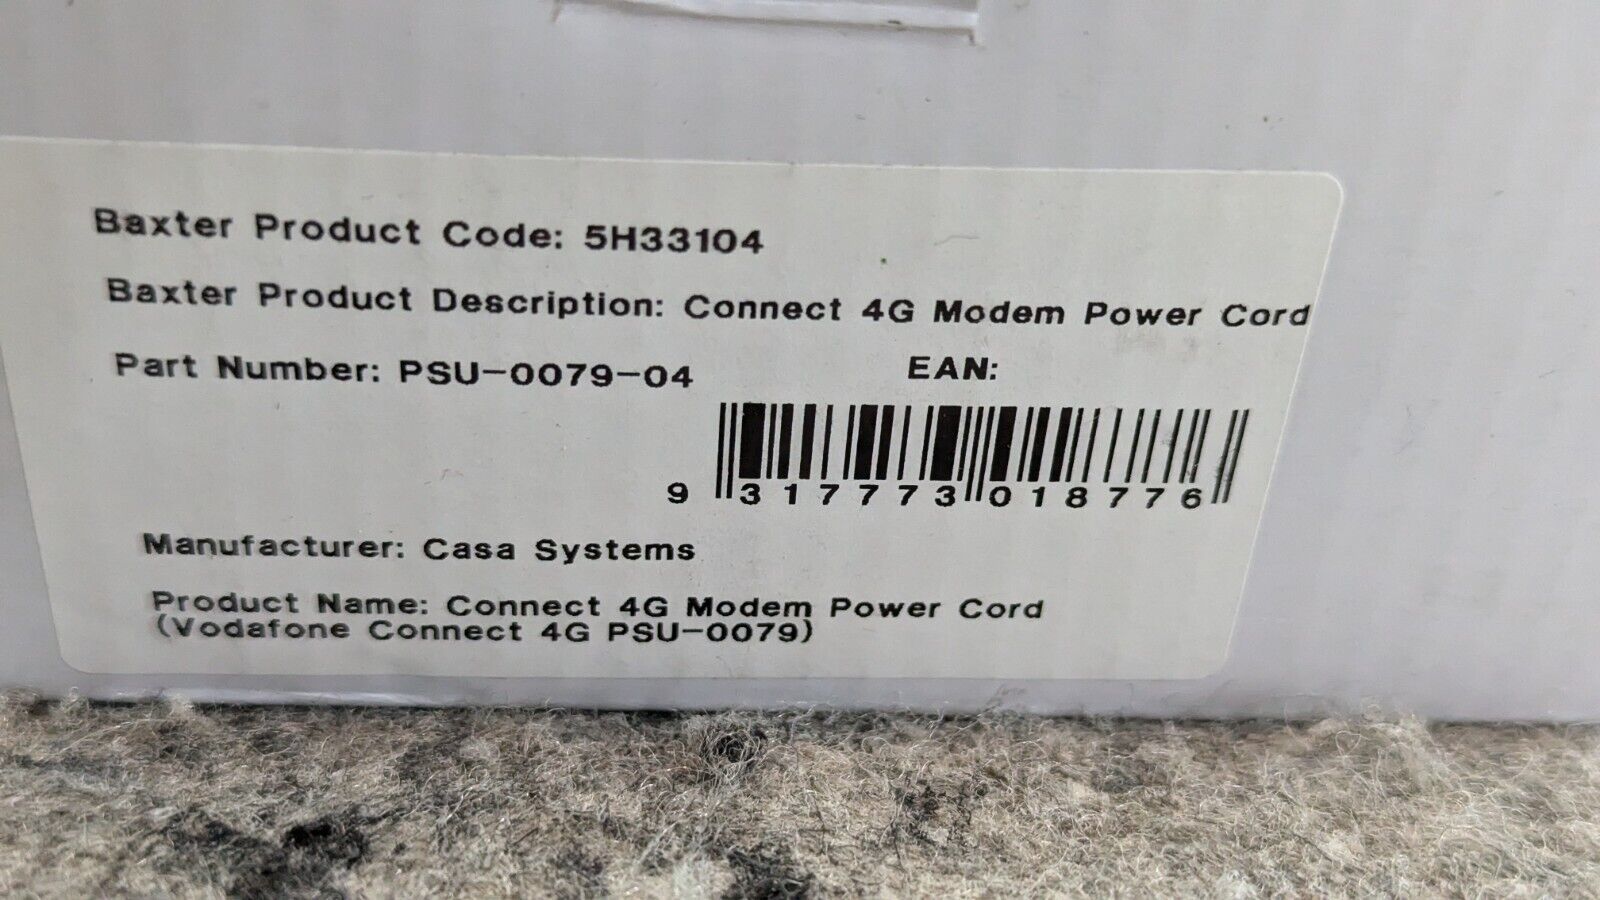 Baxter Product Code: 5H33104
Baxter Product Description: Connect 4G Modem Power Cord
Part Number: PSU-0079-04
EAN:
9 317773 018776
Manufacturer: Casa Systems
Product Name: Connect 4G Modem Power Cord
(Vodafone Connect 4G PSU-0079)